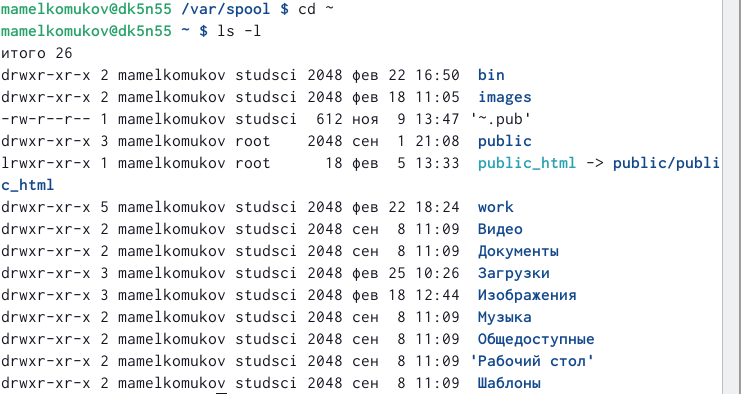 mamelkomukov@dk5n55 /var/spool $ cd ~
mamelkomukov@dk5n55 ~ $ ls -l
итого 26
drwxr-xr-x 2 mamelkomukov studsci 2048 фев 22 16:50  bin
drwxr-xr-x 2 mamelkomukov studsci 2048 фев 18 11:05  images
-rw-r--r-- 1 mamelkomukov studsci  612 ноя  9 13:47 '~.pub'
drwxr-xr-x 3 mamelkomukov root    2048 сен  1 21:08  public
lrwxr-xr-x 1 mamelkomukov root      18 фев  5 13:33  public_html -> public/publi
c_html
drwxr-xr-x 5 mamelkomukov studsci 2048 фев 22 18:24  work
drwxr-xr-x 2 mamelkomukov studsci 2048 сен  8 11:09  Видео
drwxr-xr-x 2 mamelkomukov studsci 2048 сен  8 11:09  Документы
drwxr-xr-x 3 mamelkomukov studsci 2048 фев 25 10:26  Загрузки
drwxr-xr-x 3 mamelkomukov studsci 2048 фев 18 12:44  Изображения
drwxr-xr-x 2 mamelkomukov studsci 2048 сен  8 11:09  Музыка
drwxr-xr-x 2 mamelkomukov studsci 2048 сен  8 11:09  Общедоступные
drwxr-xr-x 2 mamelkomukov studsci 2048 сен  8 11:09 'Рабочий стол'
drwxr-xr-x 2 mamelkomukov studsci 2048 сен  8 11:09  Шаблоны